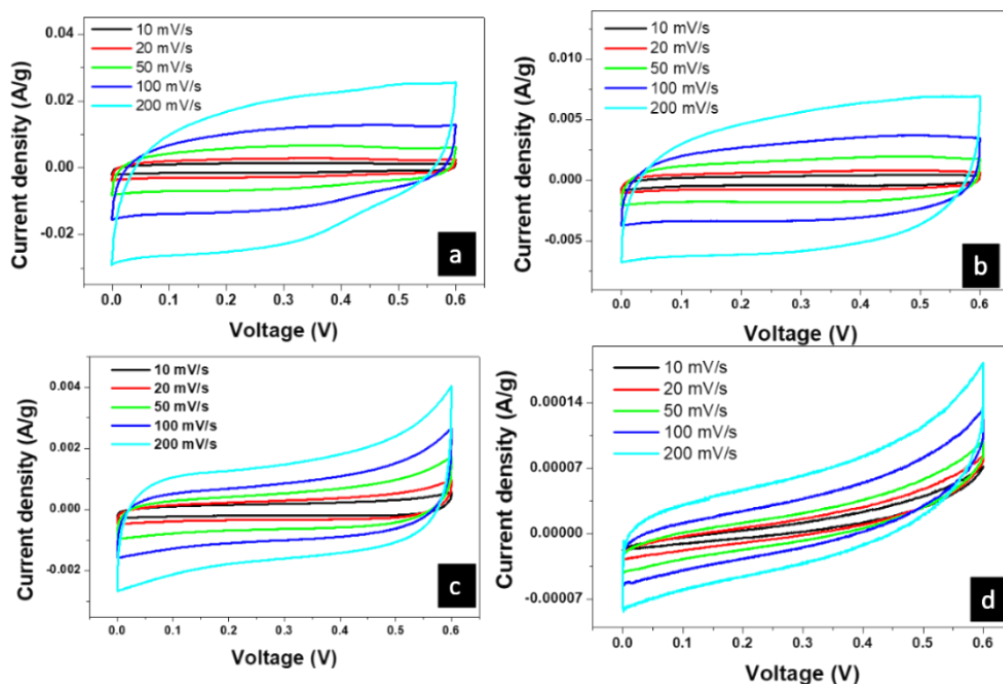 Current density (A/g)
0.04
0.02
0.00
-0.02
10 mV/s
20 mV/s
50 mV/s
100 mV/s
200 mV/s
a
0.0 0.1 0.2 0.3 0.4 0.5 0.6
Voltage (V)
Current density (A/g)
0.010
0.005
0.000
-0.005
10 mV/s
20 mV/s
50 mV/s
100 mV/s
200 mV/s
b
0.0 0.1 0.2 0.3 0.4 0.5 0.6
Voltage (V)
Current density (A/g)
0.004
0.002
0.000
-0.002
10 mV/s
20 mV/s
50 mV/s
100 mV/s
200 mV/s
c
0.0 0.1 0.2 0.3 0.4 0.5 0.6
Voltage (V)
Current density (A/g)
0.00014
0.00007
0.00000
-0.00007
10 mV/s
20 mV/s
50 mV/s
100 mV/s
200 mV/s
d
0.0 0.1 0.2 0.3 0.4 0.5 0.6
Voltage (V)